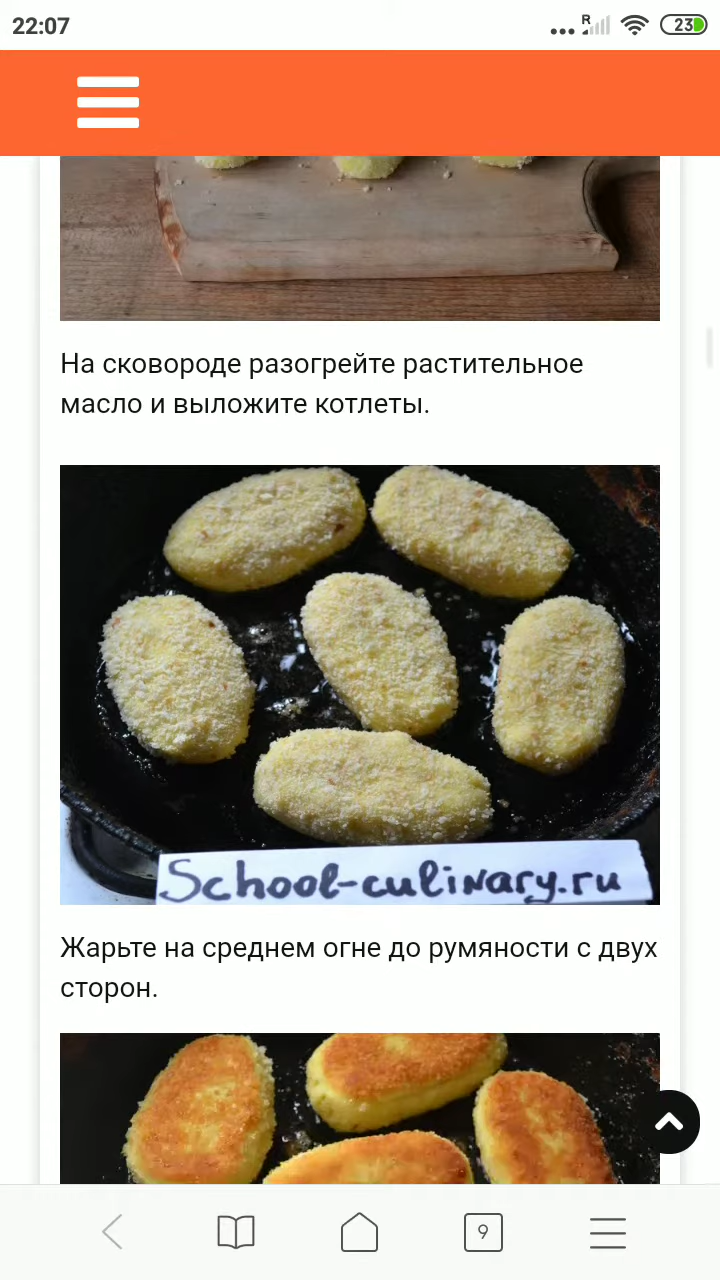 22:07
R
23
На сковороде разогрейте растительное
масло и выложите котлеты.
School-culinary.ru
Жарьте на среднем огне до румяности с двух
сторон.
9